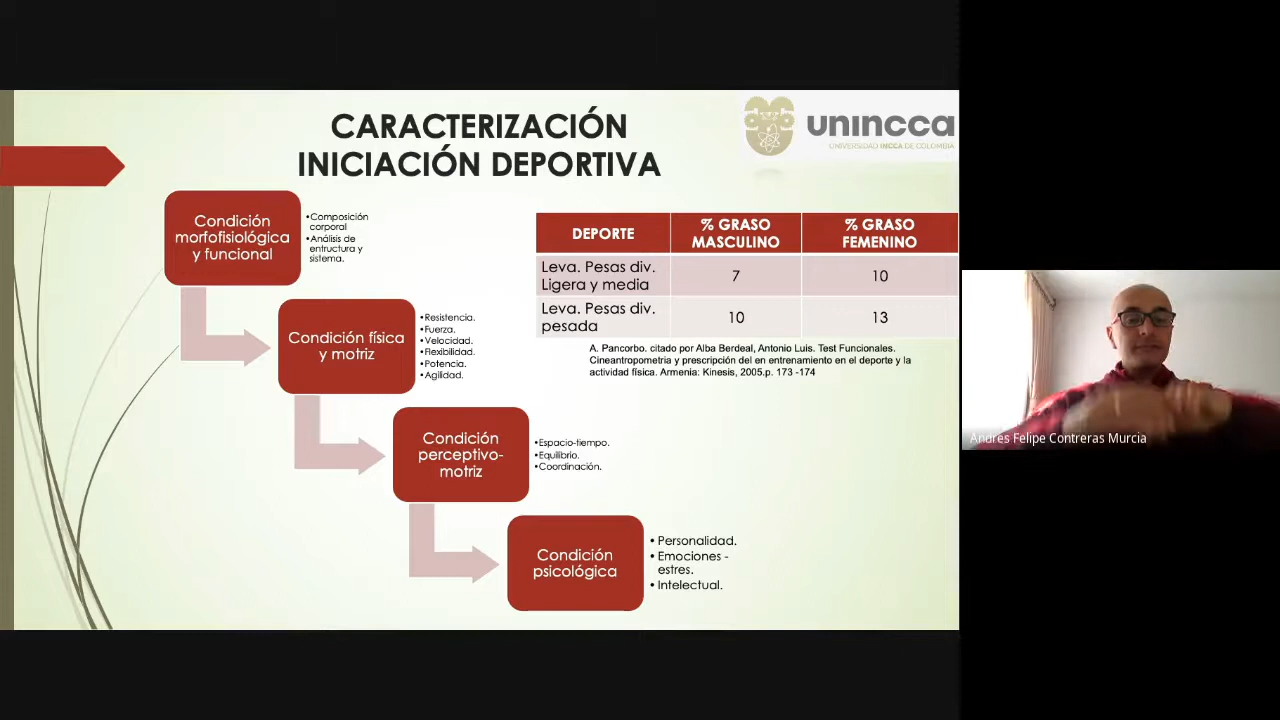 CARACTERIZACIÓN
INICIACIÓN DEPORTIVA
unincca
UNIVERSIDAD INCCA DE COLOMBIA
Condición
morfofisiológica
y funcional
•Composición
corporal
•Análisis de
entructura y
sistema.
Condición física
y motriz
•Resistencia.
•Fuerza.
•Velocidad.
•Flexibilidad.
•Potencia.
•Agilidad.
Condición
perceptivo-
motriz
•Espacio-tiempo.
•Equilibrio.
•Coordinación.
Condición
psicológica
• Personalidad.
• Emociones -
estres.
• Intelectual.
DEPORTE
% GRASO
MASCULINO
% GRASO
FEMENINO
Leva. Pesas div.
Ligera y media
7
10
Leva. Pesas div.
pesada
10
13
A. Pancorbo. citado por Alba Berdeal, Antonio Luis. Test Funcionales.
Cineantropometria y prescripción del en entrenamiento en el deporte y la
actividad física. Armenia: Kinesis, 2005.p. 173 -174
Andres Felipe Contreras Murcia